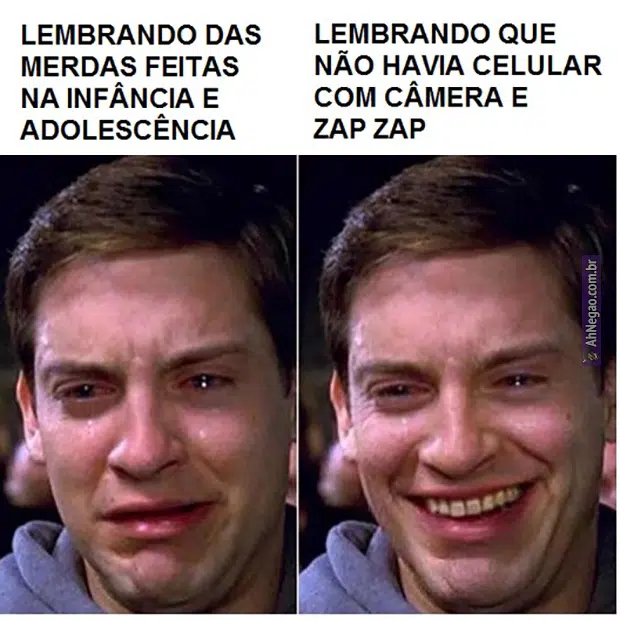 LEMBRANDO DAS
MERDAS FEITAS
NA INFÂNCIA E
ADOLESCÊNCIA
LEMBRANDO QUE
NÃO HAVIA CELULAR
COM CÂMERA E
ZAP ZAP
AhNegao.com.br